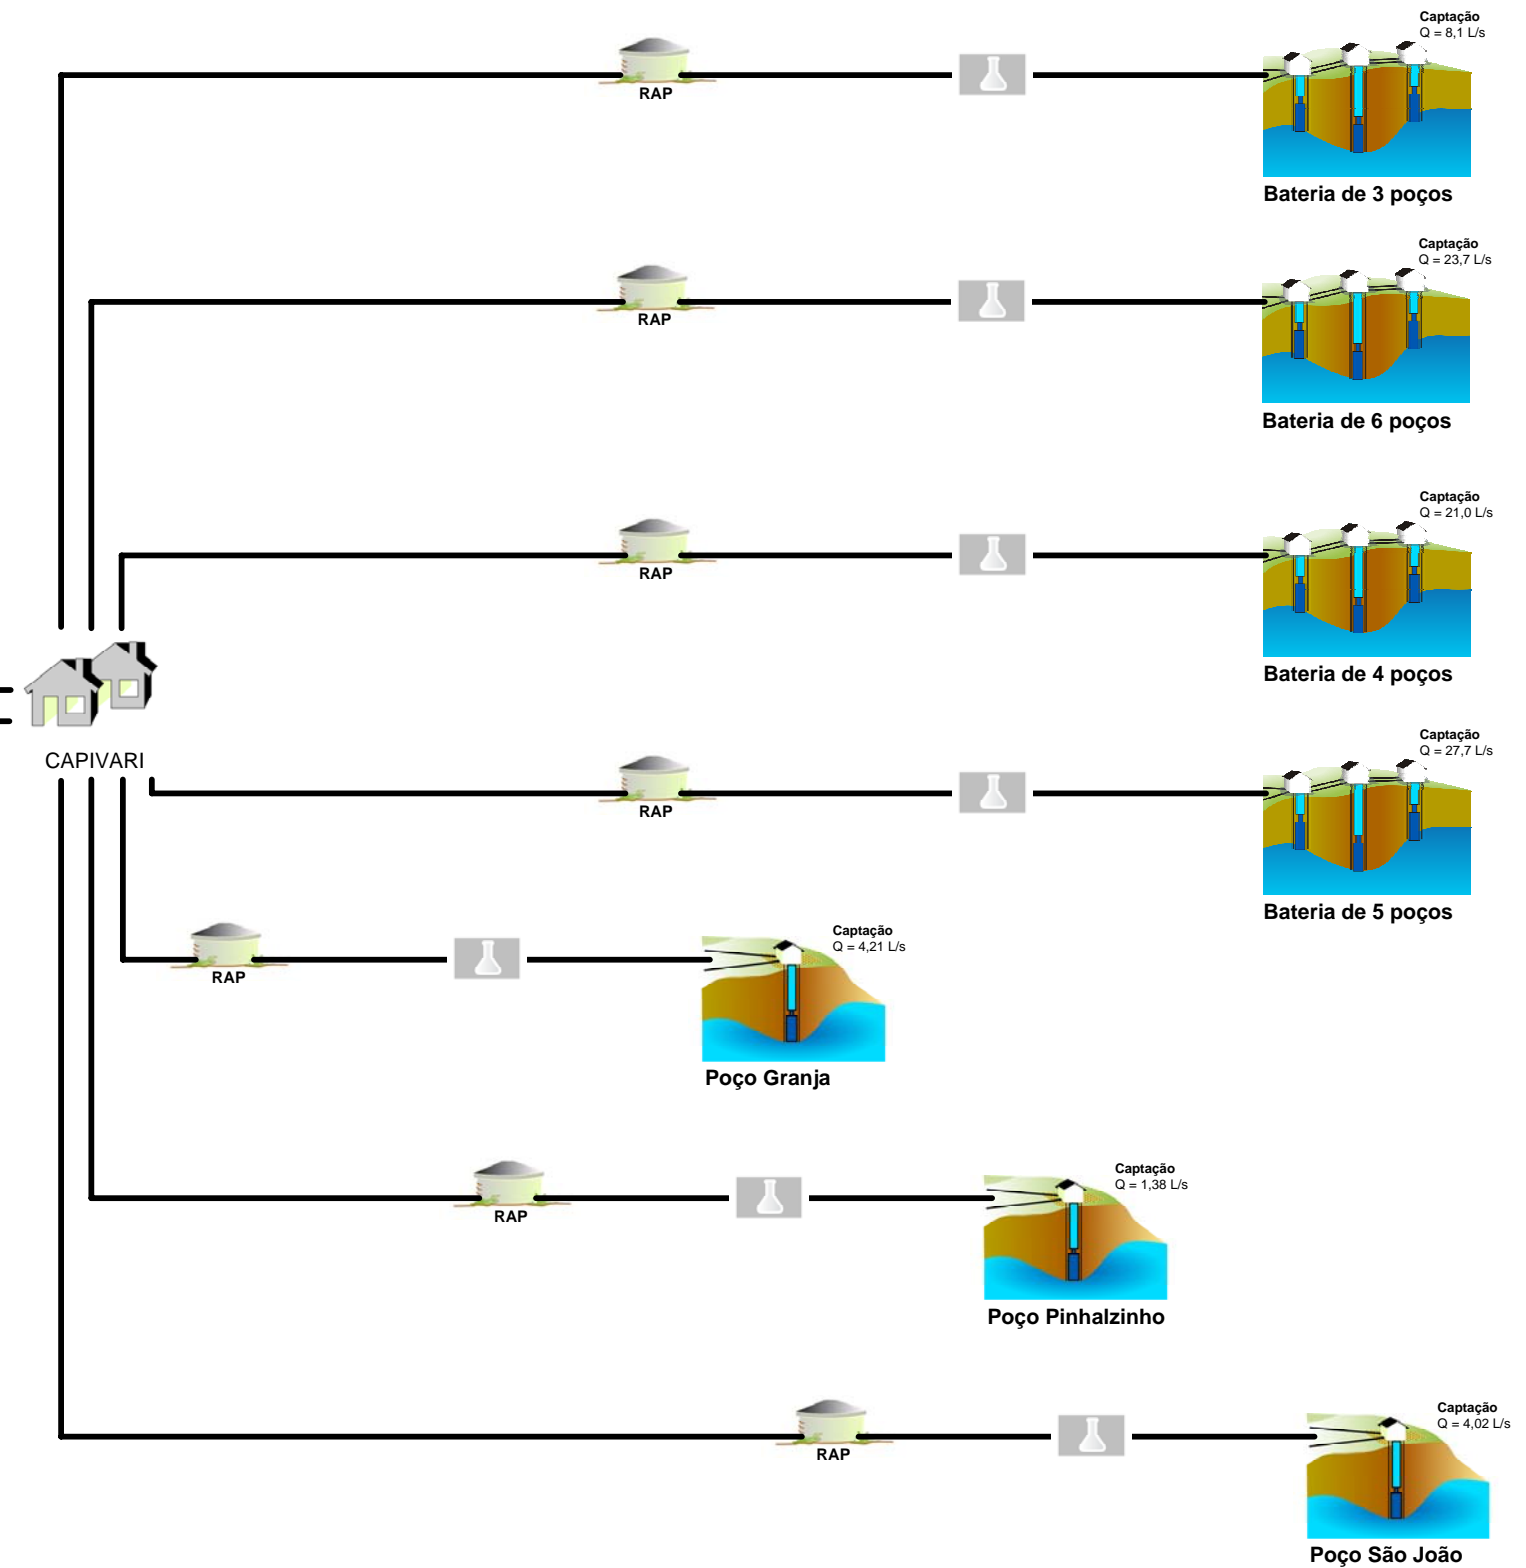 Captação
Q = 8,1 L/s
RAP
Bateria de 3 poços
Captação
Q = 23,7 L/s
RAP
Bateria de 6 poços
Captação
Q = 21,0 L/s
RAP
Bateria de 4 poços
Captação
Q = 27,7 L/s
CAPIVARI
RAP
Bateria de 5 poços
Captação
Q = 4,21 L/s
RAP
Poço Granja
Captação
Q = 1,38 L/s
RAP
Poço Pinhalzinho
Captação
Q = 4,02 L/s
RAP
Poço São João